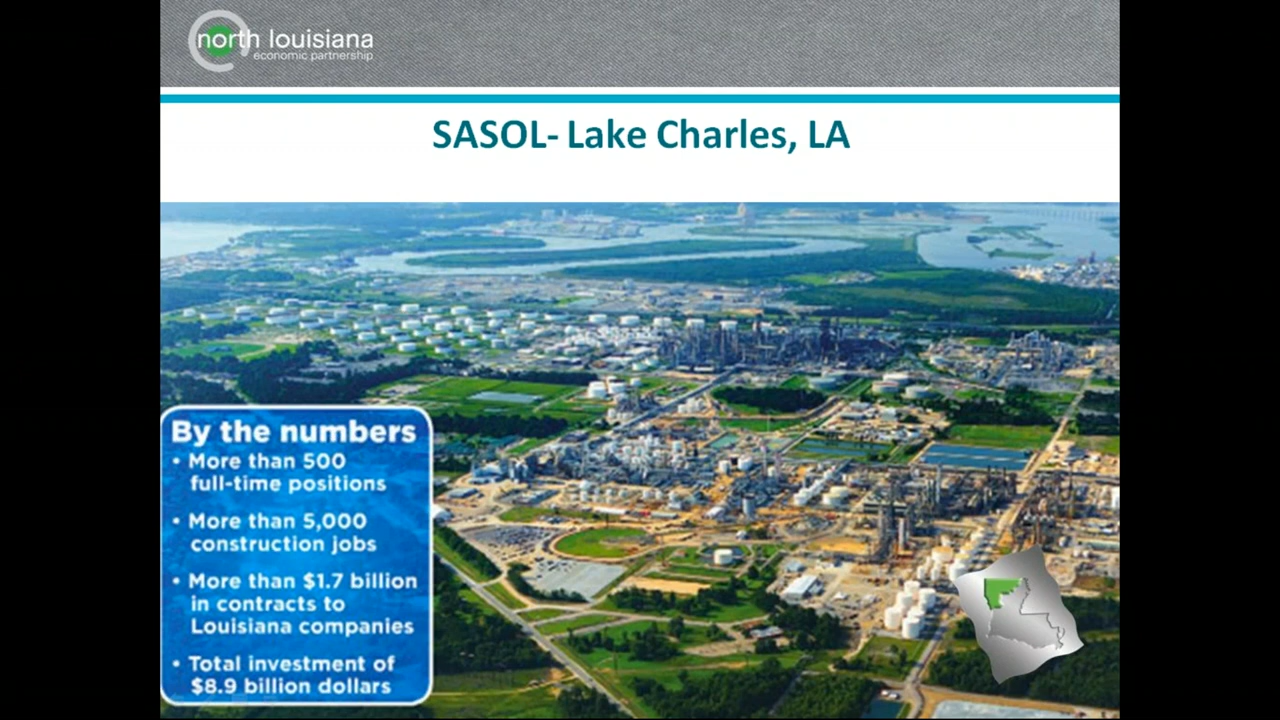 north louisiana
economic partnership
SASOL- Lake Charles, LA
By the numbers
• More than 500
full-time positions
• More than 5,000
construction jobs
• More than $1.7 billion
in contracts to
Louisiana companies
• Total investment of
$8.9 billion dollars